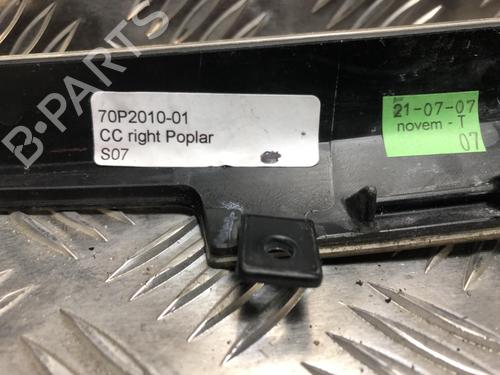 70P2010-01
CC right Poplar
S07
21-07-07
novem - T
07
B-PARTS